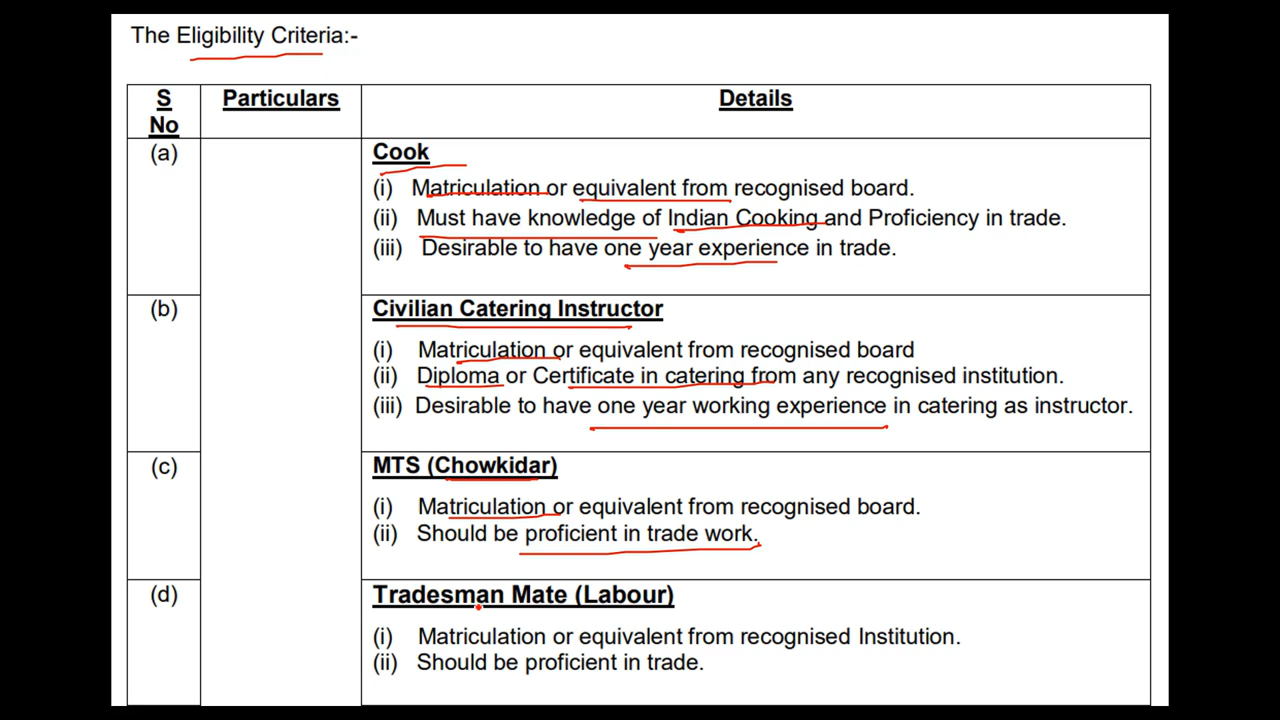 The Eligibility Criteria:-
S No
Particulars
Details
(a)
Cook
(i) Matriculation or equivalent from recognised board.
(ii) Must have knowledge of Indian Cooking and Proficiency in trade.
(iii) Desirable to have one year experience in trade.
(b)
Civilian Catering Instructor
(i) Matriculation or equivalent from recognised board
(ii) Diploma or Certificate in catering from any recognised institution.
(iii) Desirable to have one year working experience in catering as instructor.
(c)
MTS (Chowkidar)
(i) Matriculation or equivalent from recognised board.
(ii) Should be proficient in trade work.
(d)
Tradesman Mate (Labour)
(i) Matriculation or equivalent from recognised Institution.
(ii) Should be proficient in trade.